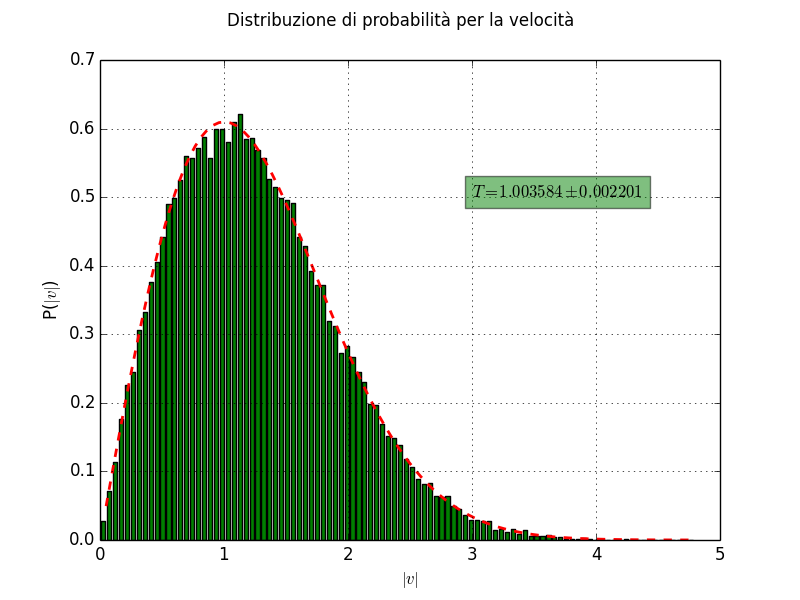 Distribuzione di probabilità per la velocità
0.7
0.6
0.5
0.4
0.3
0.2
0.1
0.0
P(|v|)
T=1.003584±0.002201
0 1 2 3 4 5
|v|